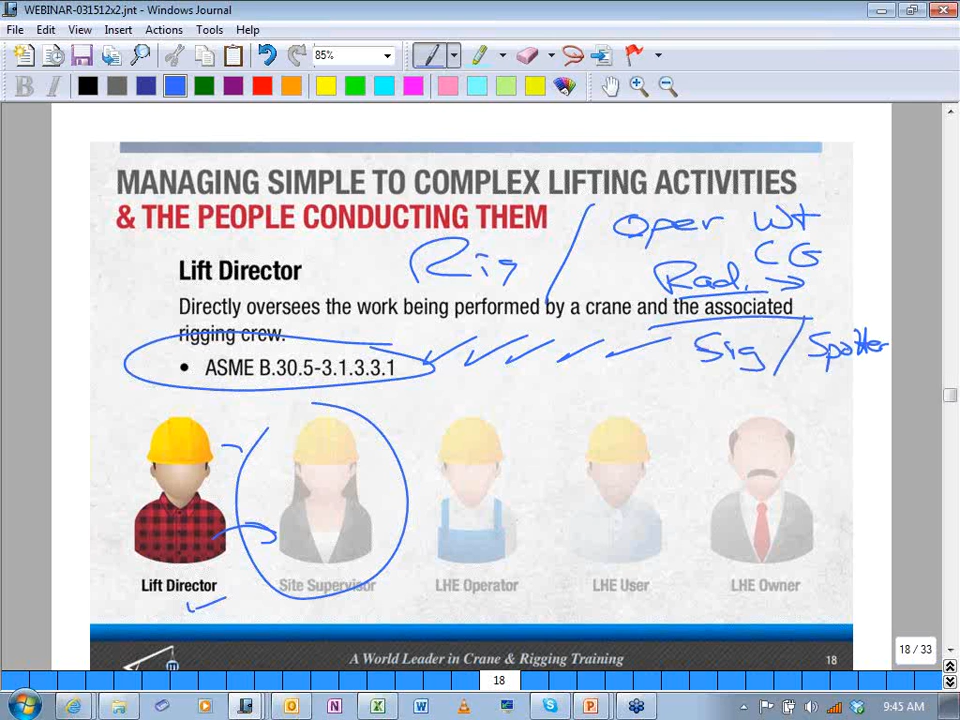 WEBINAR-031512x2.jnt - Windows Journal
File Edit View Insert Actions Tools Help
85%
B I
MANAGING SIMPLE TO COMPLEX LIFTING ACTIVITIES
& THE PEOPLE CONDUCTING THEM
Oper Wt
CG
Rig / Rad. →
Lift Director
Directly oversees the work being performed by a crane and the associated
rigging crew.
Sig / Spotter
• ASME B.30.5-3.1.3.3.1
Lift Director Site Supervisor LHE Operator LHE User LHE Owner
A World Leader in Crane & Rigging Training 18
18 / 33
18
9:45 AM